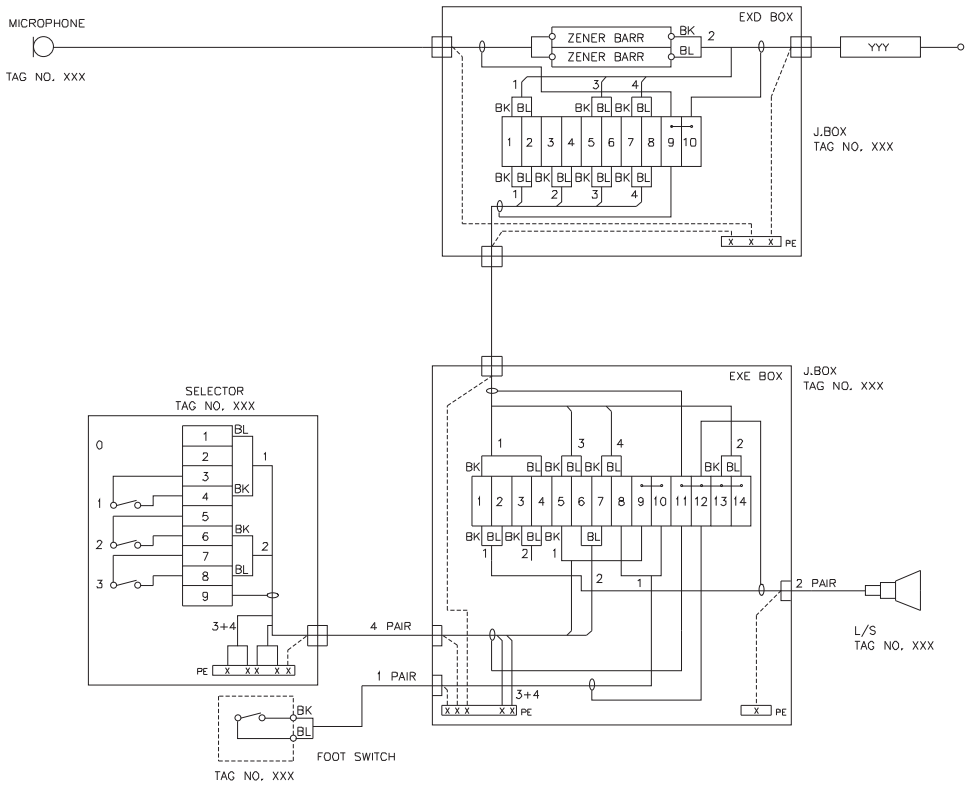 MICROPHONE
TAG NO. XXX
EXD BOX
ZENER BARR
ZENER BARR
BK
BL
2
YYY
J.BOX
TAG NO. XXX
1 3 4
BK BL BK BL BK BL
1 2 3 4 5 6 7 8 9 10
BK BL BK BL BK BL BK BL
1 2 3 4
X X X PE
EXE BOX
J.BOX
TAG NO. XXX
1 3 4 2
BK BL BK BL BK BL BK BL
1 2 3 4 5 6 7 8 9 10 11 12 13 14
BK BL BK BL BK BL
1 2 1 2 1
2 PAIR
L/S
TAG NO. XXX
3+4
X X X X X PE
X PE
SELECTOR
TAG NO. XXX
0
1
2
3
1
2
3
4
5
6
7
8
9
BL
1
BK
BK
2
BL
3+4
PE X X X X X X
4 PAIR
1 PAIR
BK
BL
FOOT SWITCH
TAG NO. XXX